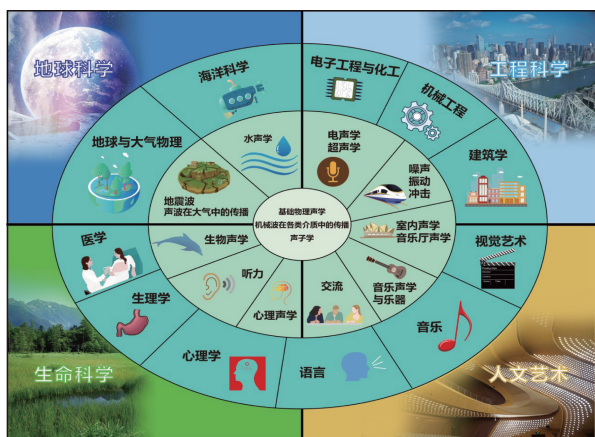 地球科学
工程科学
海洋科学
电子工程与化工
机械工程
地球与大气物理
水声学
电声学
超声学
建筑学
地震波
声波在大气中的传播
噪声
振动
冲击
基础物理声学
机械波在各类介质中的传播
声子学
医学
生物声学
室内声学
音乐厅声学
视觉艺术
生理学
听力
心理声学
交流
音乐声学
与乐器
音乐
心理学
语言
生命科学
人文艺术